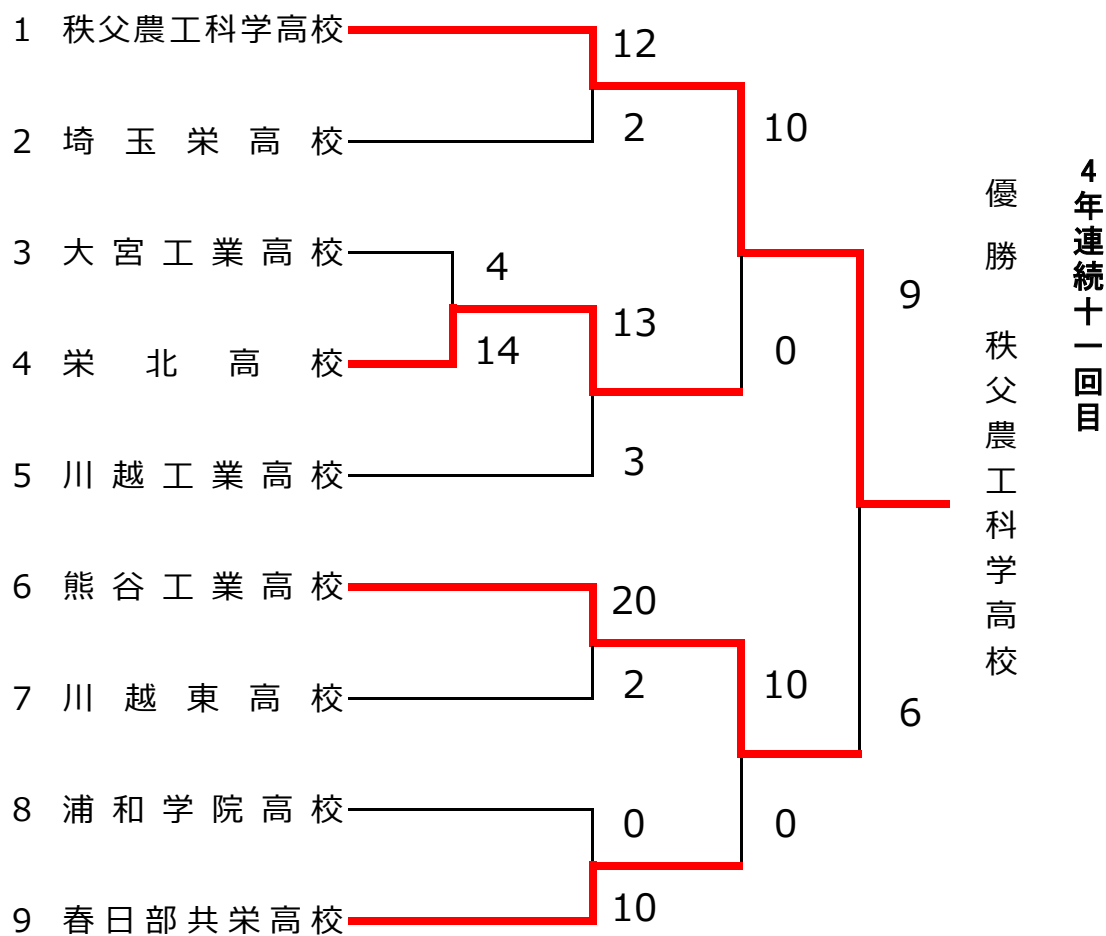 1 秩父農工科学高校
12
2 埼玉栄高校
2
10
3 大宮工業高校
4
4 栄北高校
14
13
0
5 川越工業高校
3
9
6 熊谷工業高校
20
7 川越東高校
2
10
6
8 浦和学院高校
0
0
9 春日部共栄高校
10
優勝 秩父農工科学高校
4年連続十一回目